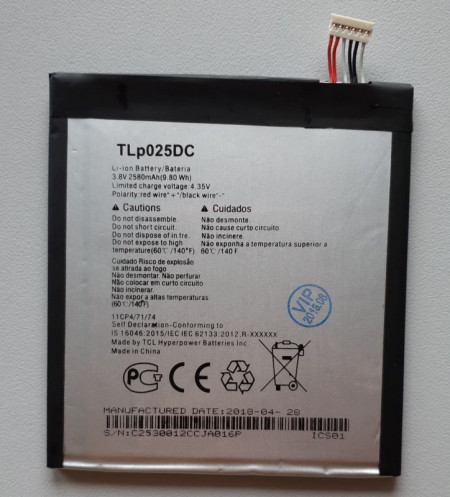 TLp025DC
Li-ion Battery/Bateria
3.8V 2580mAh(9.80 Wh)
Limited charge voltage:4.35V
Polarity:red wire"+"/black wire"-"
Cautions
Do not disassemble.
Do not short circuit.
Do not dispose of in fre.
Do not expose to high
temperature(60℃/140°F)
Cuidados
Não desmonte
Não cause curto circuito
Não incinere.
Não exponha a temperatura superior a
60℃/140 F
Cuidado Risco de explosão
se atirada ao fogo
Não desmontar. Não perfurar
Não colocar em curto circuito
Não incinerar.
Não expor a altas temperaturas
(60℃/140°F)
VIP
2018.08
11CP4/71/74
Self Declaration-Conforming to
IS 16046:2015/IEC IEC 62133:2012,R-XXXXXX
Made by TCL Hyperpower Batteries Inc.
Made in China
PG CE
MANUFACTURED DATE:2018-04- 28
S/N:C2530012CCJA016P
ICS01